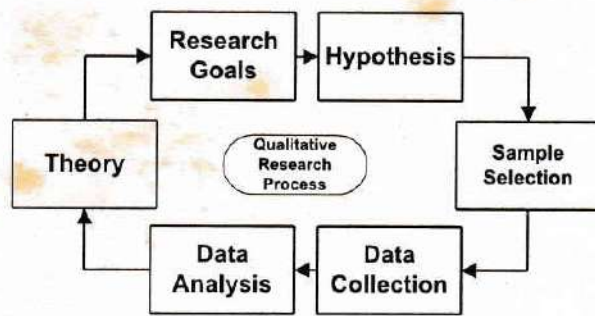 Research
Goals
Hypothesis
Theory
Qualitative
Research
Process
Sample
Selection
Data
Analysis
Data
Collection